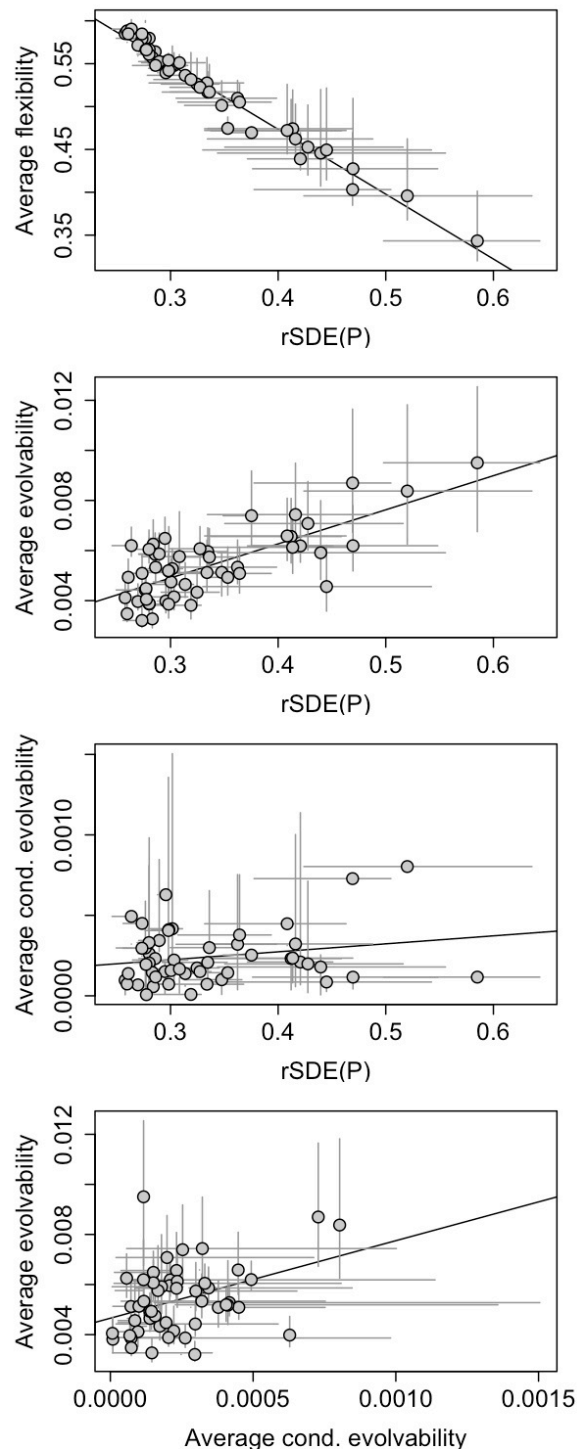 Average flexibility
0.55
0.45
0.35
0.3 0.4 0.5 0.6
rSDE(P)
Average evolvability
0.012
0.008
0.004
0.3 0.4 0.5 0.6
rSDE(P)
Average cond. evolvability
0.0010
0.0000
0.3 0.4 0.5 0.6
rSDE(P)
Average evolvability
0.012
0.008
0.004
0.0000 0.0005 0.0010 0.0015
Average cond. evolvability